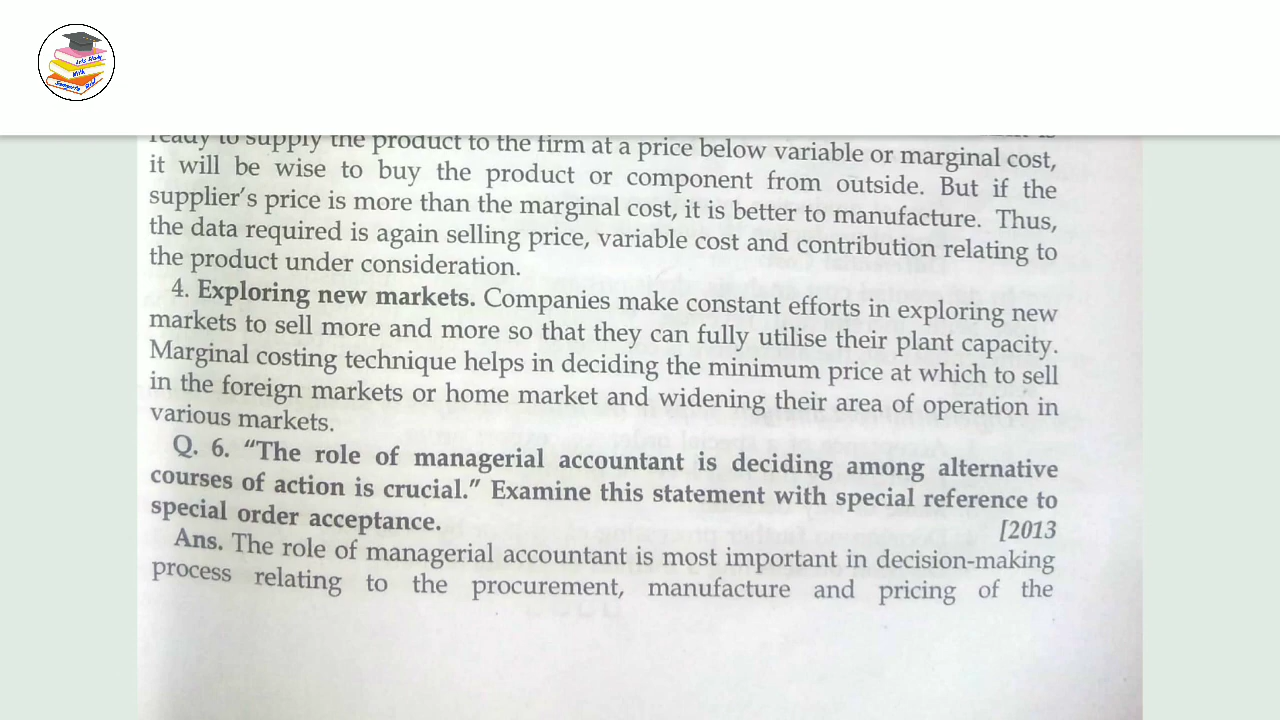 Lets Study
With
Somporfo Didi
ready to supply the product to the firm at a price below variable or marginal cost,
it will be wise to buy the product or component from outside. But if the
supplier's price is more than the marginal cost, it is better to manufacture. Thus,
the data required is again selling price, variable cost and contribution relating to
the product under consideration.
4. Exploring new markets. Companies make constant efforts in exploring new
markets to sell more and more so that they can fully utilise their plant capacity.
Marginal costing technique helps in deciding the minimum price at which to sell
in the foreign markets or home market and widening their area of operation in
various markets.
Q. 6. "The role of managerial accountant is deciding among alternative
courses of action is crucial." Examine this statement with special reference to
special order acceptance. [2013
Ans. The role of managerial accountant is most important in decision-making
process relating to the procurement, manufacture and pricing of the